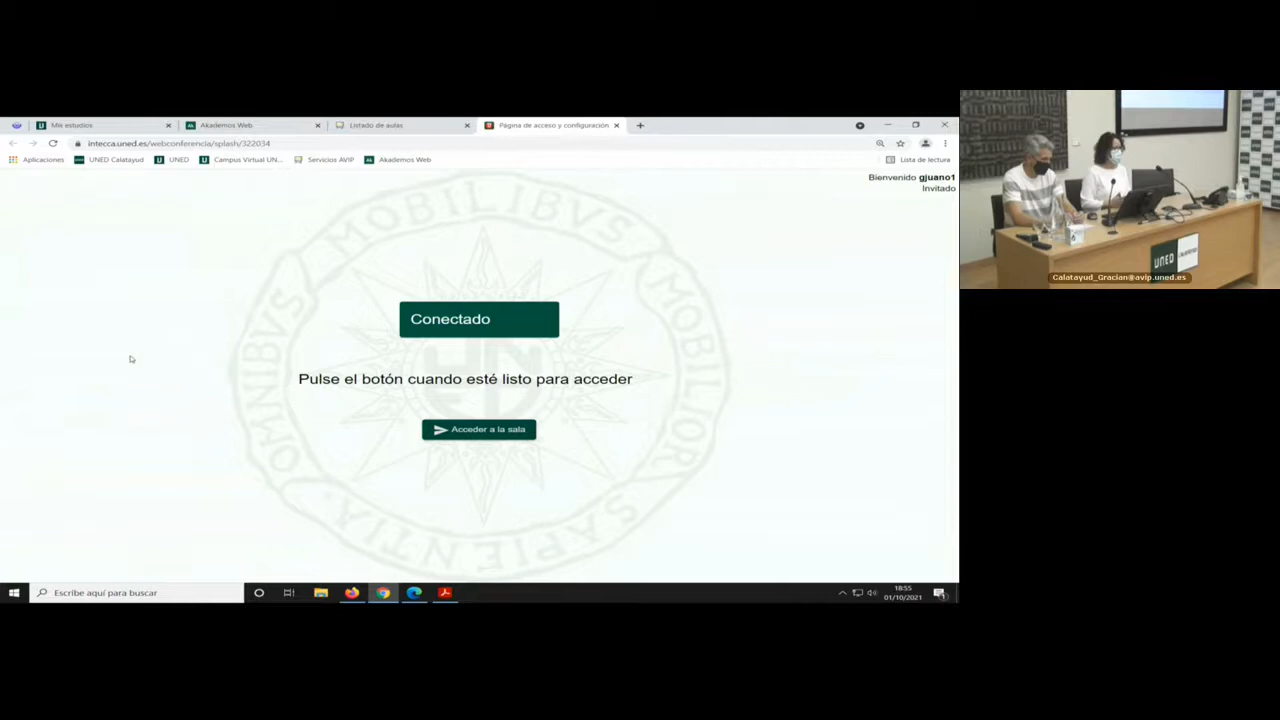 Mis estudios
Akademos Web
Listado de aulas
Página de acceso y configuración
intecca.uned.es/webconferencia/splash/322034
Aplicaciones
UNED Calatayud
UNED
Campus Virtual UN...
Servicios AVIP
Akademos Web
Lista de lectura
Bienvenido gjuano1
Invitado
OMNIBVS MOBILIBVS MOBILIOR SAPIENTIA
UNED
Conectado
Pulse el botón cuando esté listo para acceder
Acceder a la sala
Escribe aquí para buscar
18:55
01/10/2021
UNED
Calatayud_Gracian@avip.uned.es